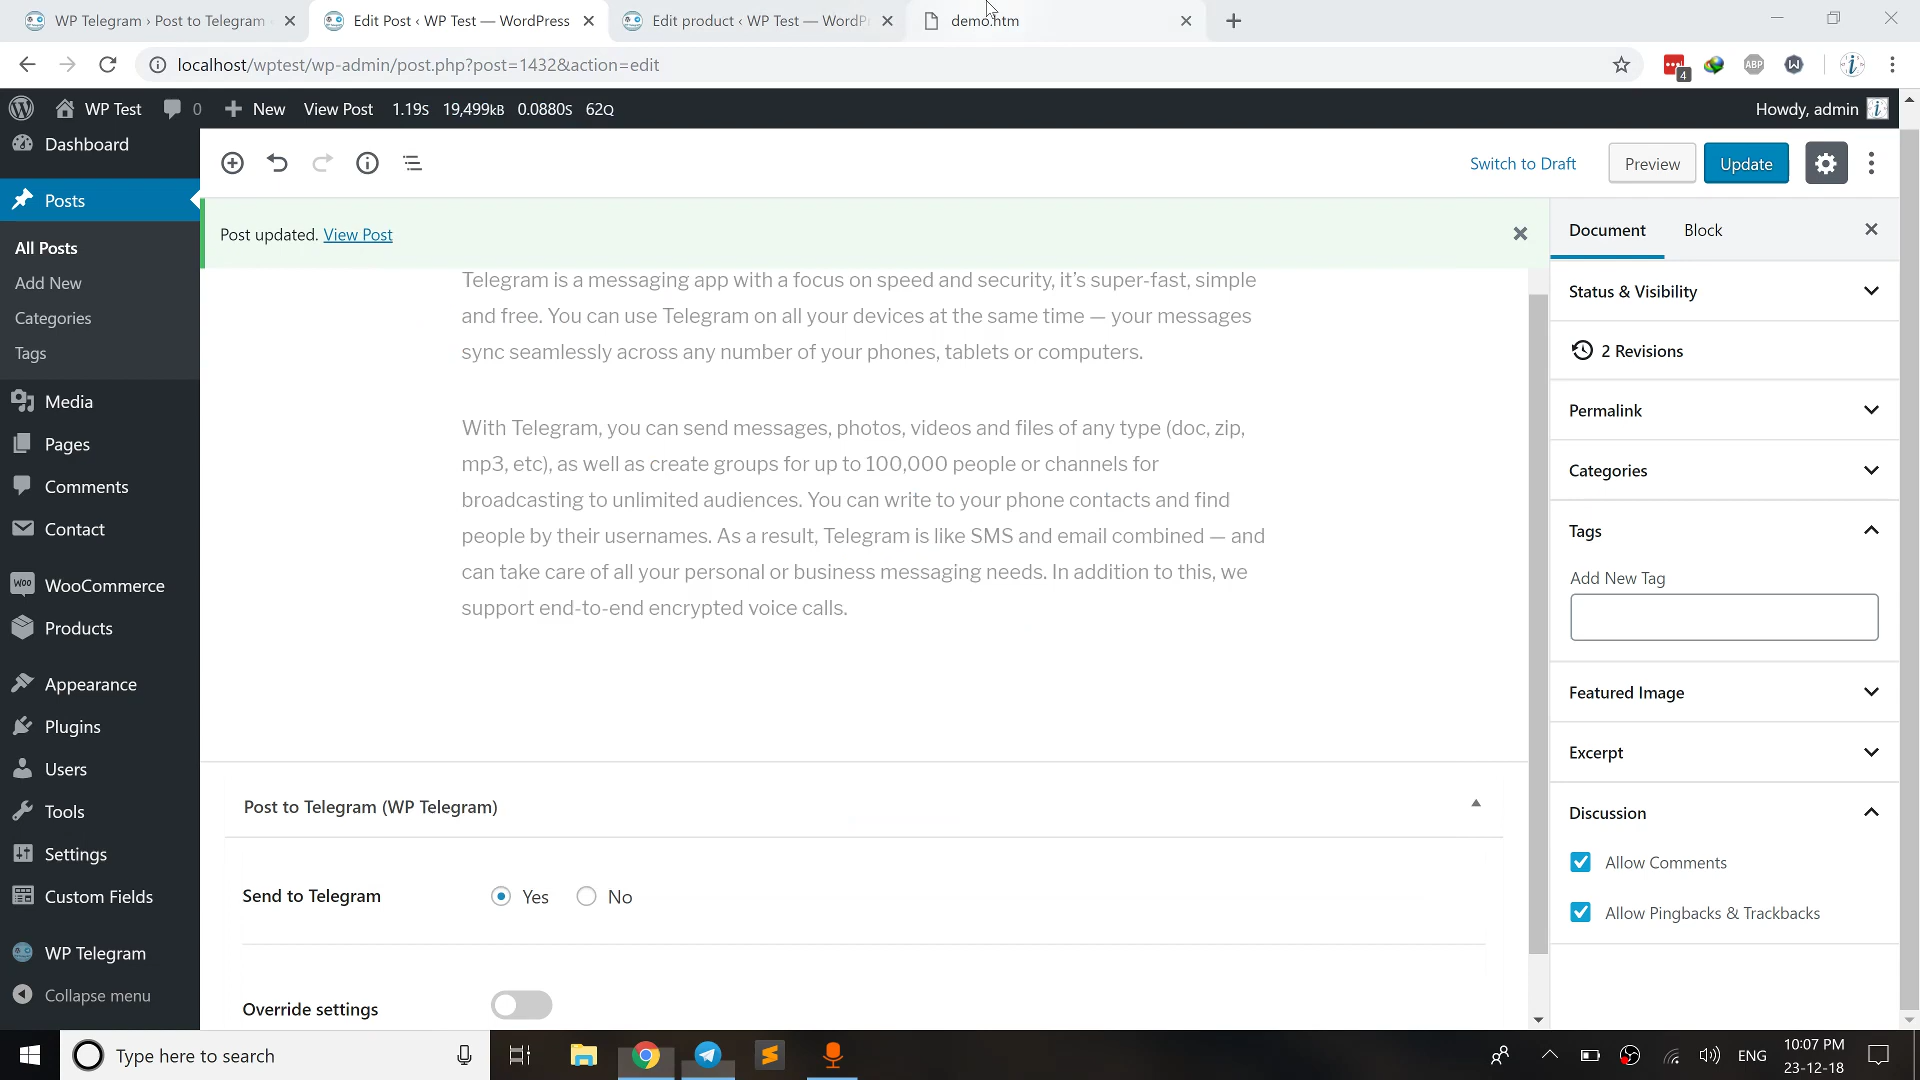 WP Telegram › Post to Telegram
Edit Post ‹ WP Test — WordPress
Edit product ‹ WP Test — WordPr
demo.htm
localhost/wptest/wp-admin/post.php?post=1432&action=edit
4
ABP
WP Test
0
New
View Post
1.19S
19,499KB
0.0880S
62Q
Howdy, admin
Dashboard
Posts
All Posts
Add New
Categories
Tags
Media
Pages
Comments
Contact
WooCommerce
Products
Appearance
Plugins
Users
Tools
Settings
Custom Fields
WP Telegram
Collapse menu
Switch to Draft
Preview
Update
Post updated. View Post
Telegram is a messaging app with a focus on speed and security, it’s super-fast, simple
and free. You can use Telegram on all your devices at the same time — your messages
sync seamlessly across any number of your phones, tablets or computers.
With Telegram, you can send messages, photos, videos and files of any type (doc, zip,
mp3, etc), as well as create groups for up to 100,000 people or channels for
broadcasting to unlimited audiences. You can write to your phone contacts and find
people by their usernames. As a result, Telegram is like SMS and email combined — and
can take care of all your personal or business messaging needs. In addition to this, we
support end-to-end encrypted voice calls.
Post to Telegram (WP Telegram)
Send to Telegram
Yes
No
Override settings
Document
Block
Status & Visibility
2 Revisions
Permalink
Categories
Tags
Add New Tag
Featured Image
Excerpt
Discussion
Allow Comments
Allow Pingbacks & Trackbacks
Type here to search
ENG
10:07 PM
23-12-18